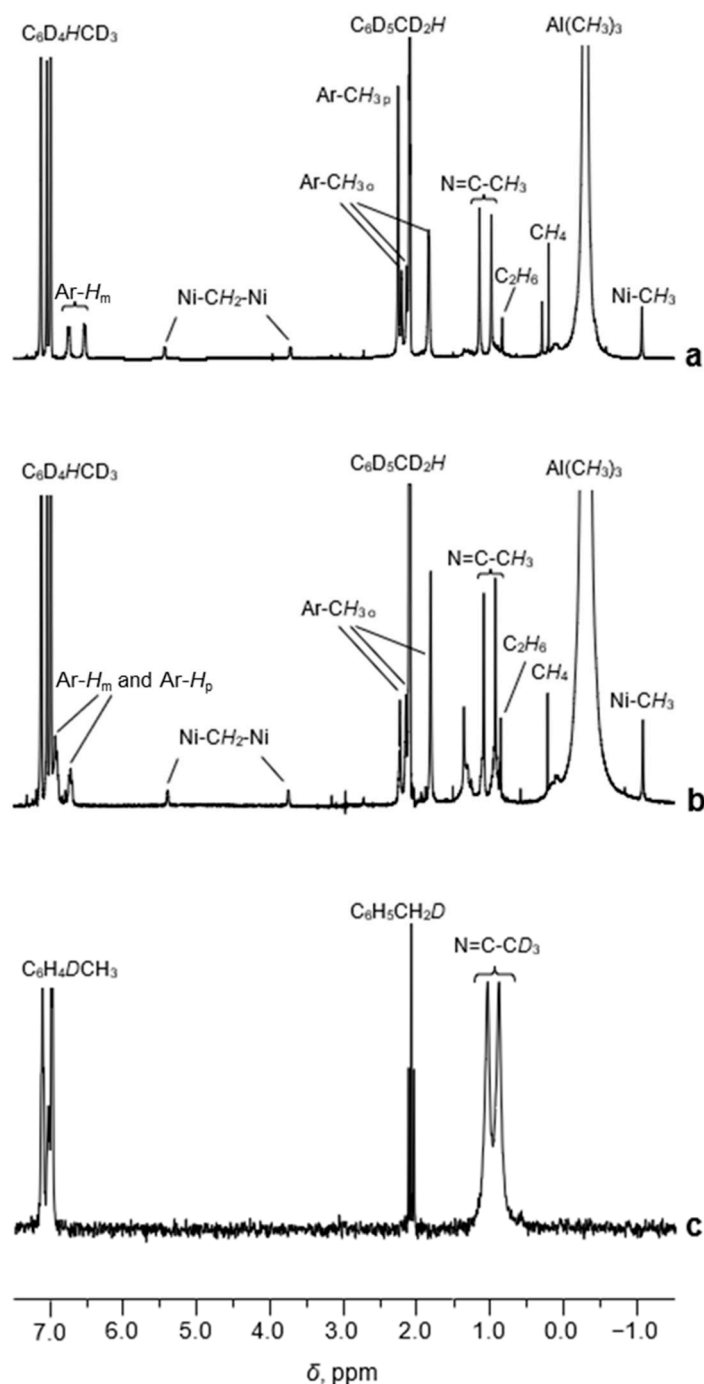 C₆D₄HCD₃ C₆D₅CD₂H Al(CH₃)₃
Ar-CH₃ₚ
Ar-CH₃ₒ N=C-CH₃
CH₄
Ar-Hₘ Ni-CH₂-Ni C₂H₆ Ni-CH₃
a
C₆D₄HCD₃ C₆D₅CD₂H Al(CH₃)₃
N=C-CH₃
Ar-CH₃ₒ C₂H₆
Ar-Hₘ and Ar-Hₚ CH₄ Ni-CH₃
Ni-CH₂-Ni
b
C₆H₅CH₂D
C₆H₄DCH₃ N=C-CD₃
c
7.0 6.0 5.0 4.0 3.0 2.0 1.0 0.0 −1.0
δ, ppm